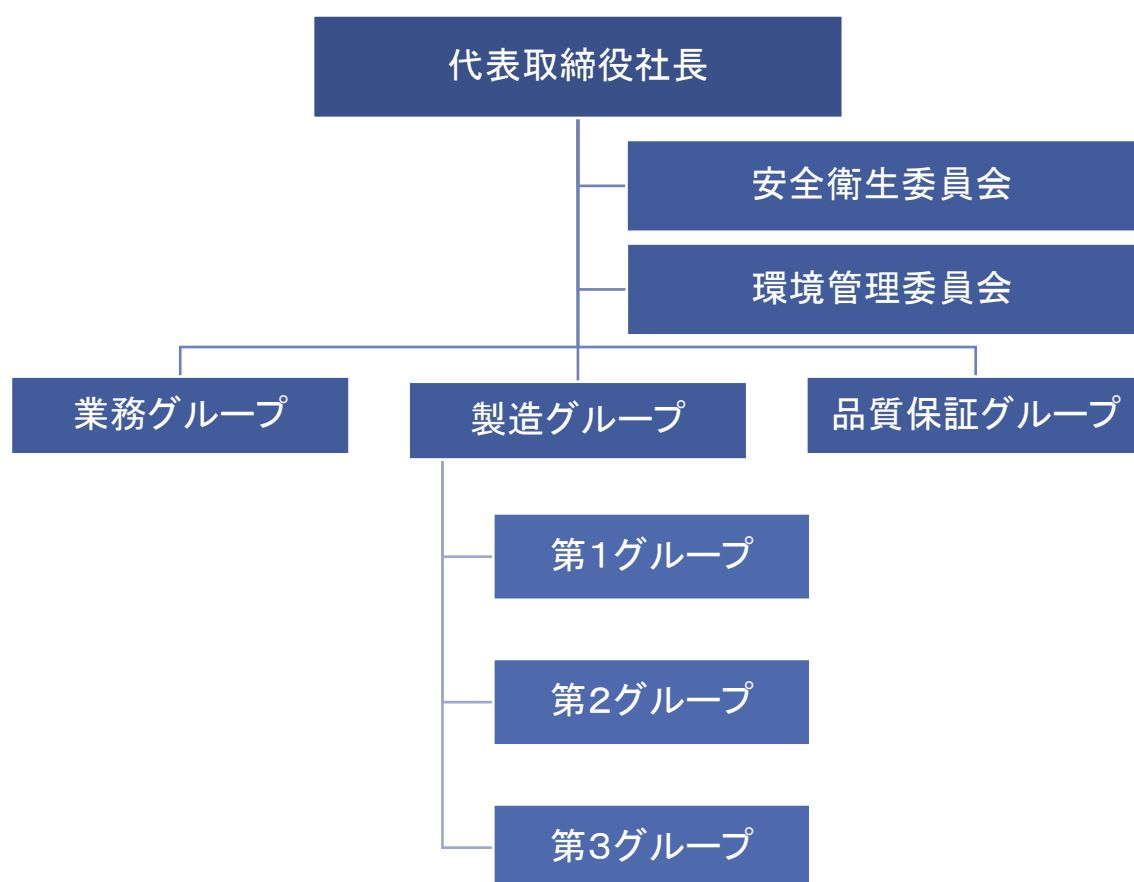 代表取締役社長
安全衛生委員会
環境管理委員会
業務グループ
製造グループ
品質保証グループ
第1グループ
第2グループ
第3グループ